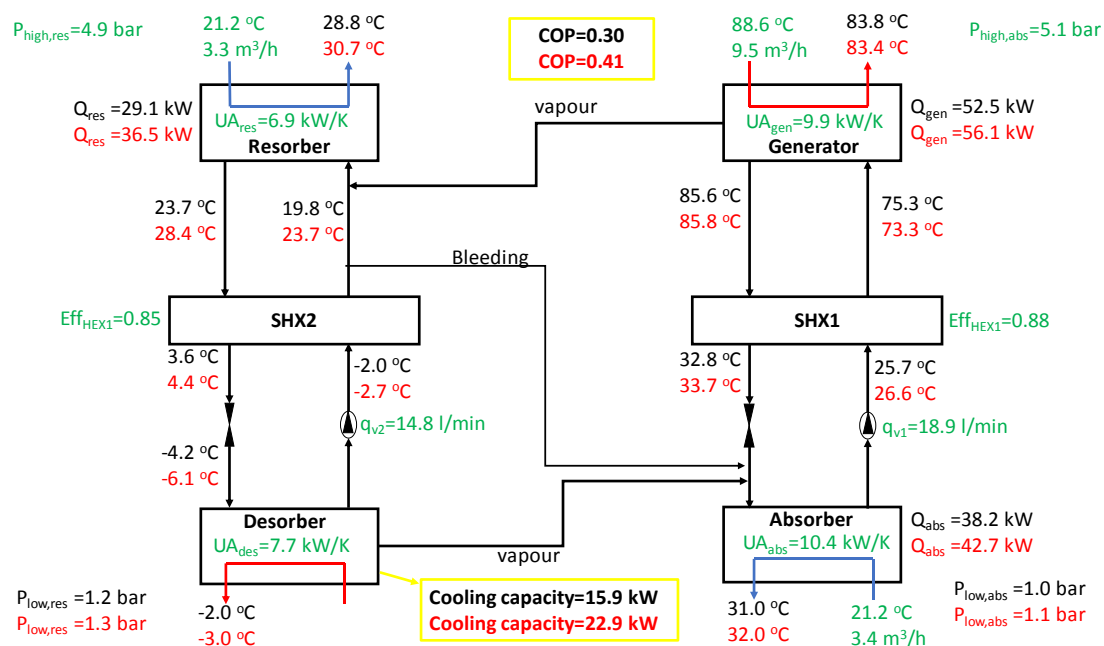 P_high,res = 4.9 bar
21.2 °C
3.3 m³/h
28.8 °C
30.7 °C
COP=0.30
COP=0.41
88.6 °C
9.5 m³/h
83.8 °C
83.4 °C
P_high,abs = 5.1 bar
Q_res =29.1 kW
Q_res =36.5 kW
UA_res=6.9 kW/K
Resorber
vapour
UA_gen=9.9 kW/K
Generator
Q_gen =52.5 kW
Q_gen =56.1 kW
23.7 °C
28.4 °C
19.8 °C
23.7 °C
85.6 °C
85.8 °C
75.3 °C
73.3 °C
Bleeding
Eff_HEX1=0.85
SHX2
SHX1
Eff_HEX1=0.88
3.6 °C
4.4 °C
-2.0 °C
-2.7 °C
32.8 °C
33.7 °C
25.7 °C
26.6 °C
q_v2=14.8 l/min
q_v1=18.9 l/min
-4.2 °C
-6.1 °C
Desorber
UA_des=7.7 kW/K
vapour
Absorber
UA_abs=10.4 kW/K
Q_abs =38.2 kW
Q_abs =42.7 kW
P_low,res =1.2 bar
P_low,res =1.3 bar
-2.0 °C
-3.0 °C
Cooling capacity=15.9 kW
Cooling capacity=22.9 kW
31.0 °C
32.0 °C
21.2 °C
3.4 m³/h
P_low,abs =1.0 bar
P_low,abs =1.1 bar